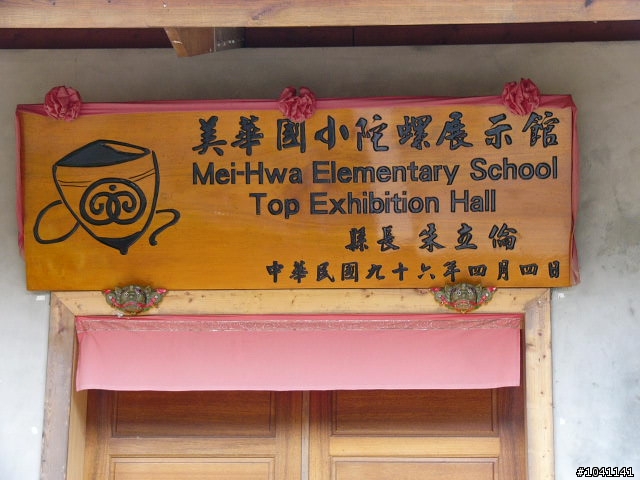 美華國小陀螺展示館
Mei-Hwa Elementary School
Top Exhibition Hall
縣長 朱立倫
中華民國九十六年四月四日
#1041141